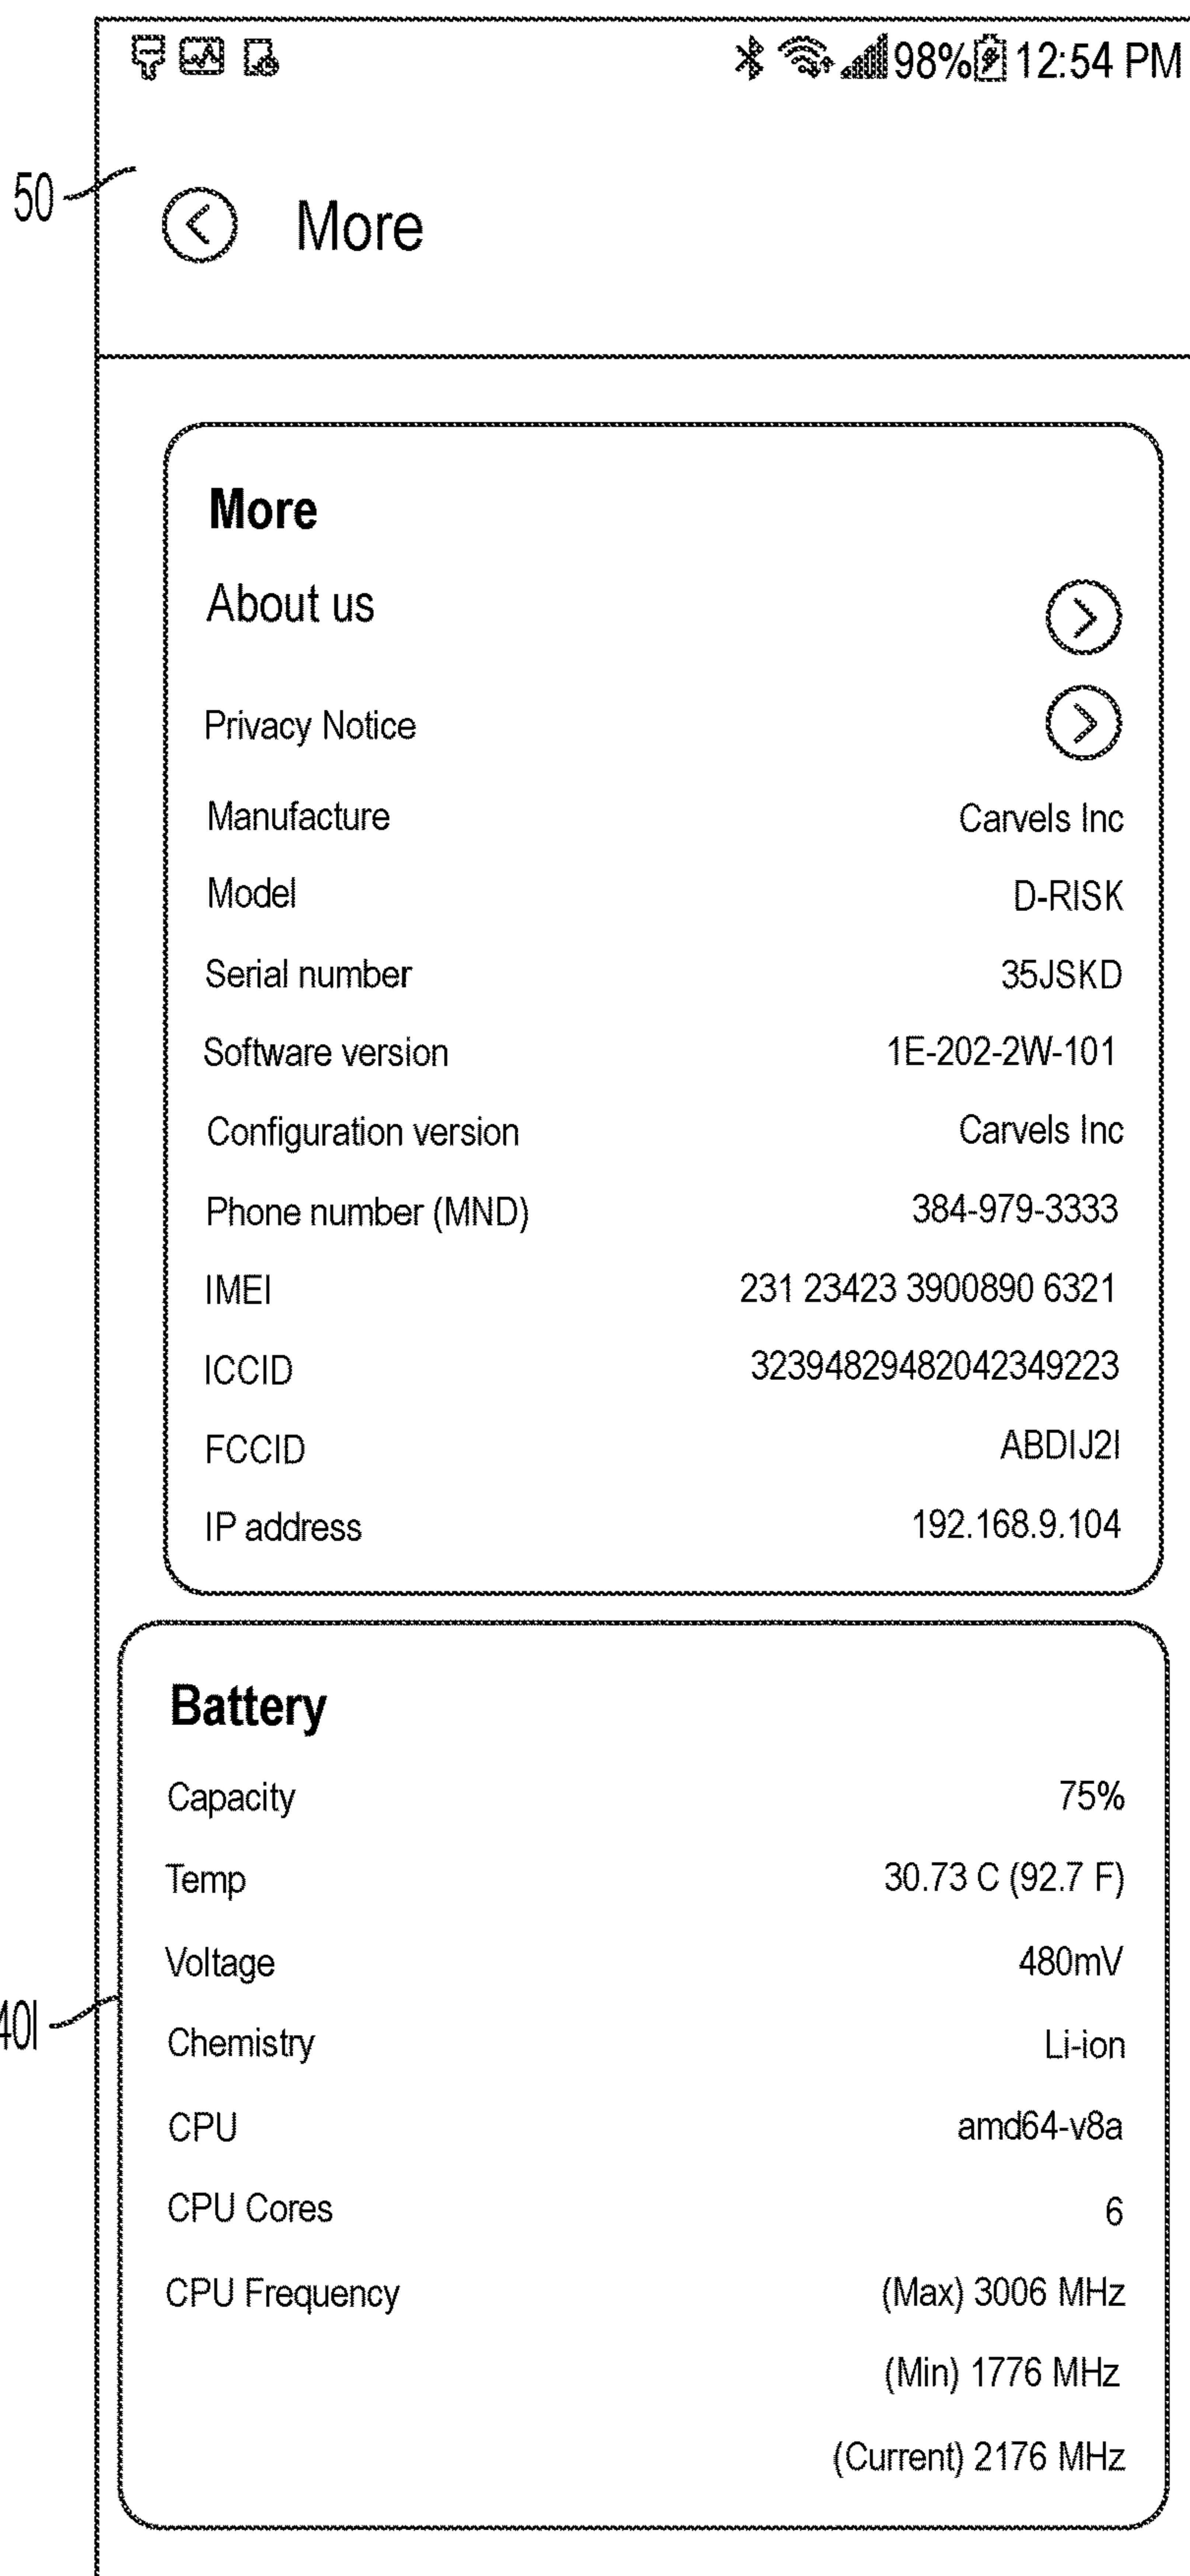 98% 12:54 PM
50
More
More
About us
Privacy Notice
Manufacture Carvels Inc
Model D-RISK
Serial number 35JSKD
Software version 1E-202-2W-101
Configuration version Carvels Inc
Phone number (MND) 384-979-3333
IMEI 231 23423 3900890 6321
ICCID 32394829482042349223
FCCID ABDIJ2I
IP address 192.168.9.104
Battery
Capacity 75%
Temp 30.73 C (92.7 F)
Voltage 480mV
40I
Chemistry Li-ion
CPU amd64-v8a
CPU Cores 6
CPU Frequency (Max) 3006 MHz
(Min) 1776 MHz
(Current) 2176 MHz